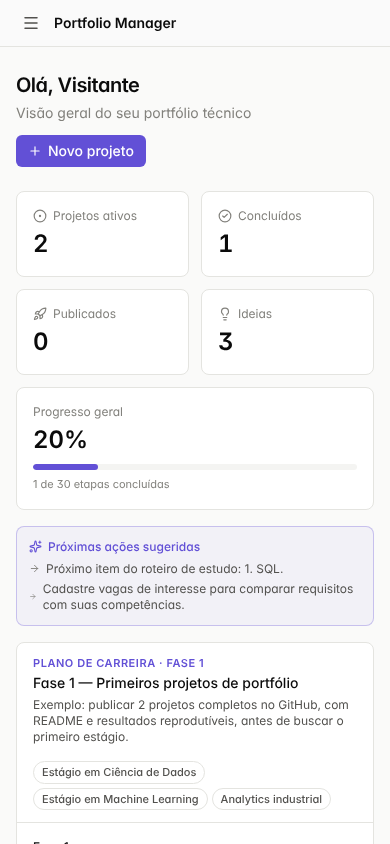 Portfolio Manager
Olá, Visitante
Visão geral do seu portfólio técnico
Novo projeto
Projetos ativos
2
Concluídos
1
Publicados
0
Ideias
3
Progresso geral
20%
1 de 30 etapas concluídas
Próximas ações sugeridas
→ Próximo item do roteiro de estudo: 1. SQL.
→ Cadastre vagas de interesse para comparar requisitos
com suas competências.
PLANO DE CARREIRA · FASE 1
Fase 1 — Primeiros projetos de portfólio
Exemplo: publicar 2 projetos completos no GitHub, com
README e resultados reprodutíveis, antes de buscar o
primeiro estágio.
Estágio em Ciência de Dados
Estágio em Machine Learning
Analytics industrial